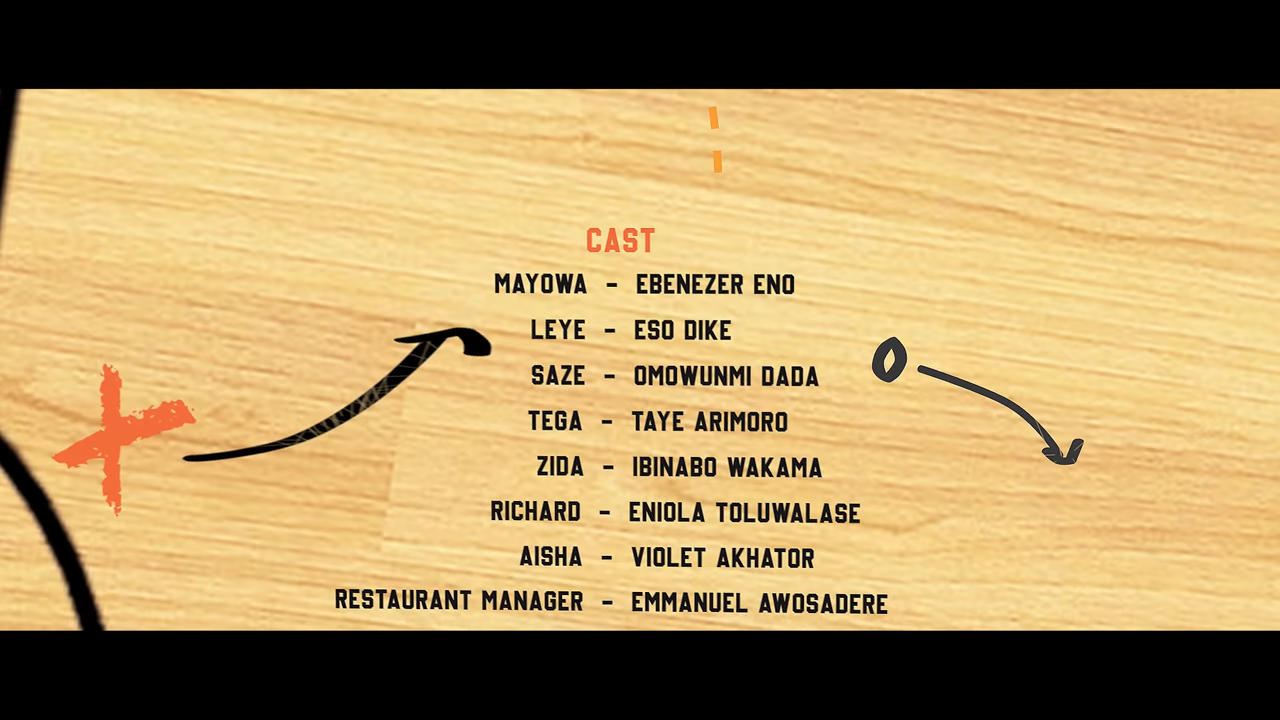 CAST
MAYOWA - EBENEZER ENO
LEYE - ESO DIKE
SAZE - OMOWUNMI DADA
TEGA - TAYE ARIMORO
ZIDA - IBINABO WAKAMA
RICHARD - ENIOLA TOLUWALASE
AISHA - VIOLET AKHATOR
RESTAURANT MANAGER - EMMANUEL AWOSADERE